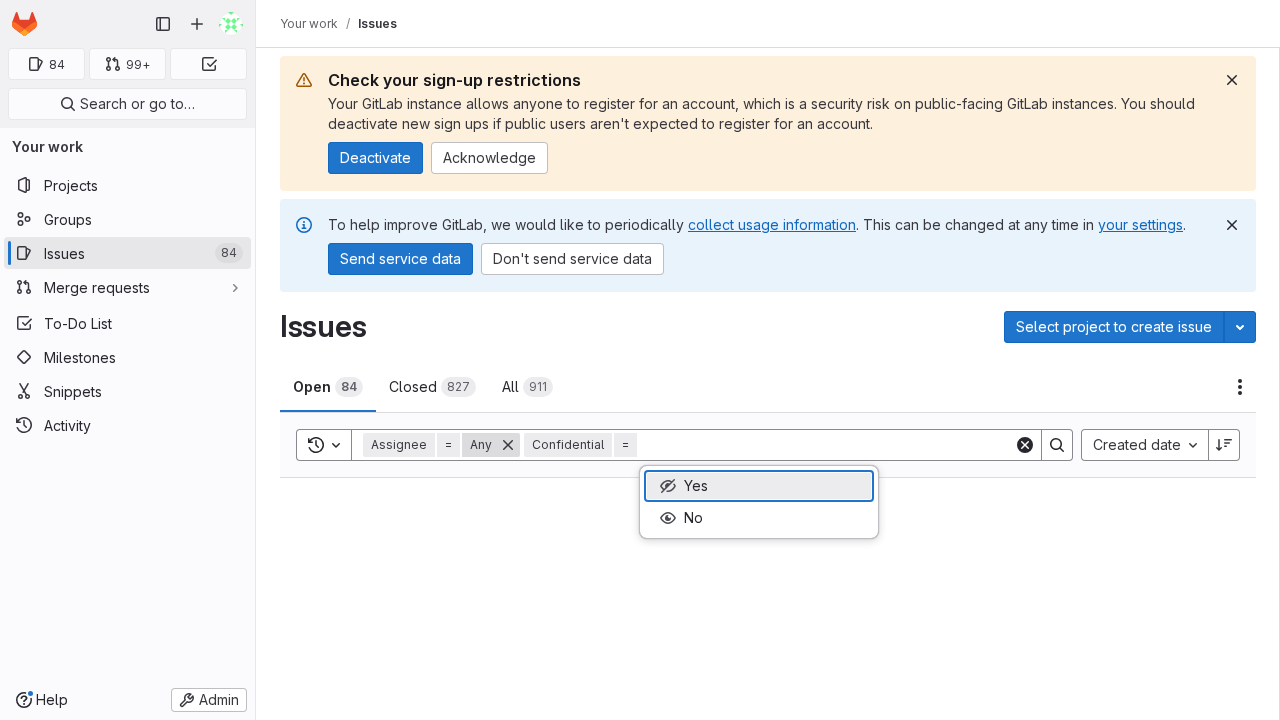 Your work / Issues
84
99+
Search or go to…
Your work
Projects
Groups
Issues 84
Merge requests
To-Do List
Milestones
Snippets
Activity
Help
Admin
Check your sign-up restrictions
Your GitLab instance allows anyone to register for an account, which is a security risk on public-facing GitLab instances. You should
deactivate new sign ups if public users aren't expected to register for an account.
Deactivate
Acknowledge
To help improve GitLab, we would like to periodically collect usage information. This can be changed at any time in your settings.
Send service data
Don't send service data
Issues
Select project to create issue
Open 84
Closed 827
All 911
Assignee = Any Confidential =
Created date
Yes
No